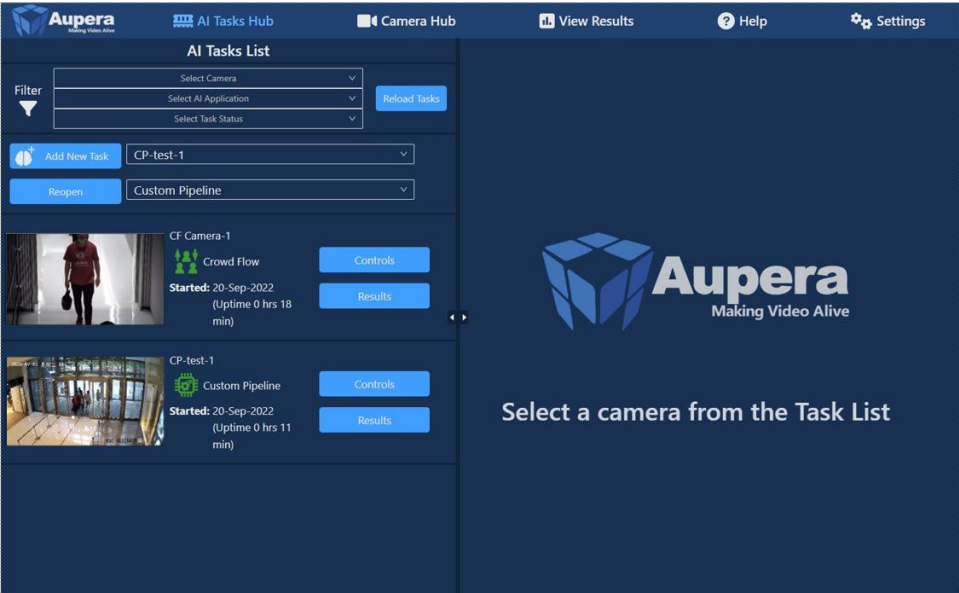 Aupera
Making Video Alive
AI Tasks Hub
Camera Hub
View Results
Help
Settings
AI Tasks List
Filter
Select Camera
Select AI Application
Select Task Status
Reload Tasks
Add New Task
CP-test-1
Reopen
Custom Pipeline
CF Camera-1
Crowd Flow
Started: 20-Sep-2022
(Uptime 0 hrs 18
min)
Controls
Results
CP-test-1
Custom Pipeline
Started: 20-Sep-2022
(Uptime 0 hrs 11
min)
Controls
Results
Aupera
Making Video Alive
Select a camera from the Task List